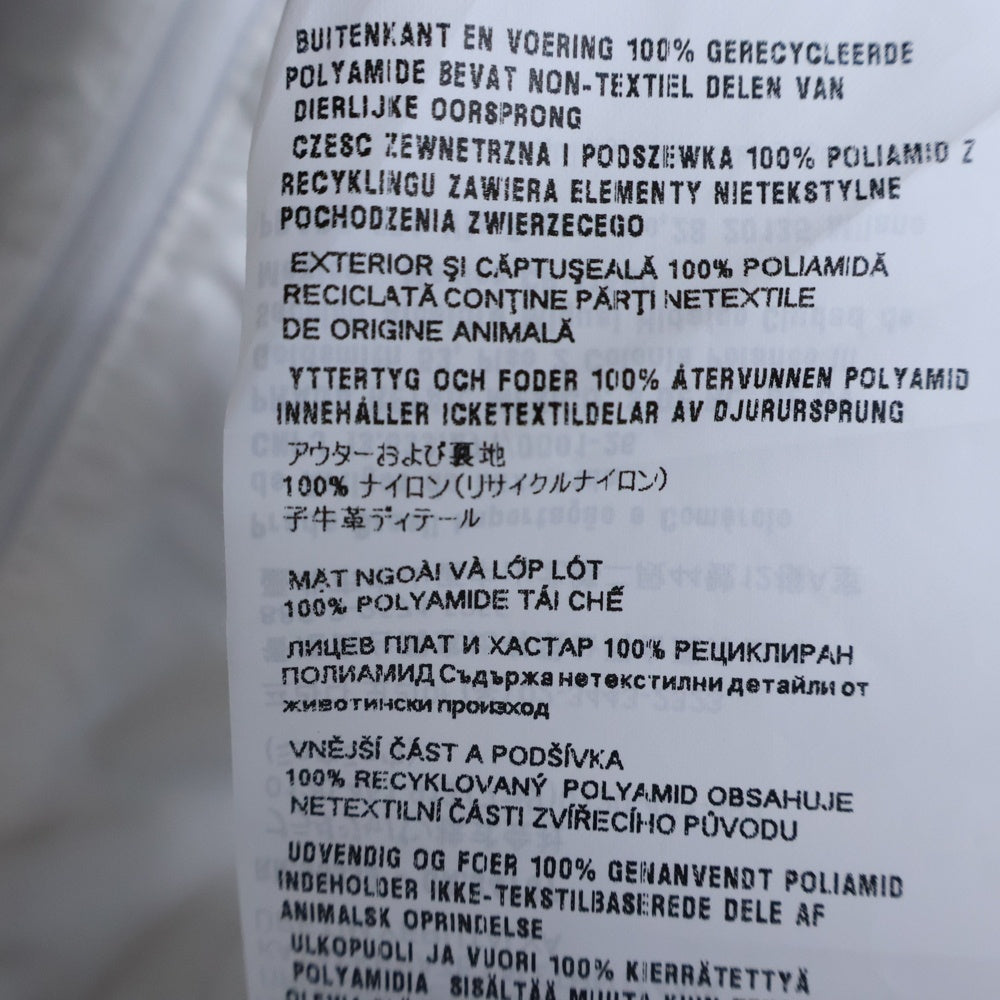 BUITENKANT EN VOERING 100% GERECYCLEERDE
POLYAMIDE BEVAT NON-TEXTIEL DELEN VAN
DIERLIJKE OORSPRONG
CZESC ZEWNETRZNA I PODSZEWKA 100% POLIAMID Z
RECYKLINGU ZAWIERA ELEMENTY NIETEKSTYLNE
POCHODZENIA ZWIERZECEGO
EXTERIOR ŞI CĂPTUŞEALĂ 100% POLIAMIDĂ
RECICLATĂ CONŢINE PĂRŢI NETEXTILE
DE ORIGINE ANIMALĂ
YTTERTYG OCH FODER 100% ÅTERVUNNEN POLYAMID
INNEHÅLLER ICKETEXTILDELAR AV DJURURSPRUNG
アウターおよび裏地
100% ナイロン(リサイクルナイロン)
子牛革ディテール
MẶT NGOÀI VÀ LỚP LÓT
100% POLYAMIDE TÁI CHẾ
ЛИЦЕВ ПЛАТ И ХАСТАР 100% РЕЦИКЛИРАН
ПОЛИАМИД Съдържа нетекстилни детайли от
животински произход
VNĚJŠÍ ČÁST A PODŠÍVKA
100% RECYKLOVANÝ POLYAMID OBSAHUJE
NETEXTILNÍ ČÁSTI ZVÍŘECÍHO PŮVODU
UDVENDIG OG FOER 100% GENANVENDT POLIAMID
INDEHOLDER IKKE-TEKSTILBASEREDE DELE AF
ANIMALSK OPRINDELSE
ULKOPUOLI JA VUORI 100% KIERRÄTETTYÄ
POLYAMIDIA SISÄLTÄÄ MUUTA KUIN